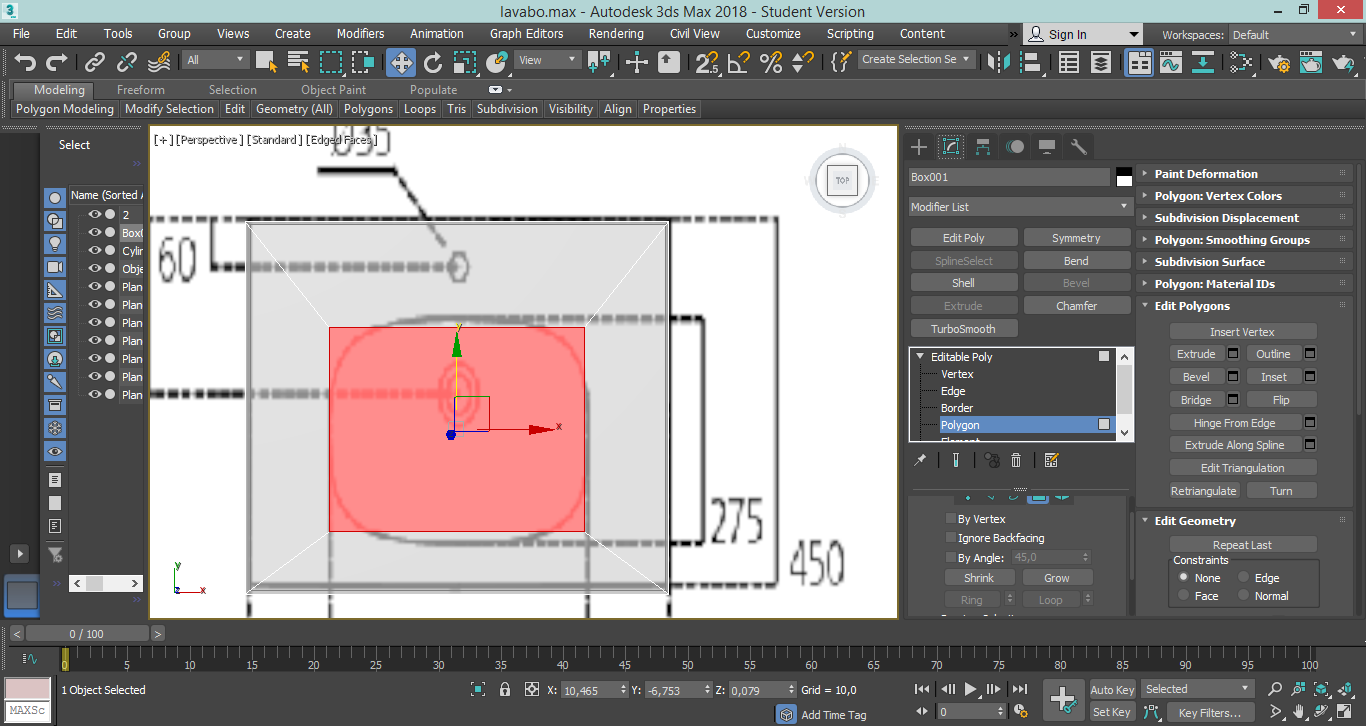 lavabo.max - Autodesk 3ds Max 2018 - Student Version
File Edit Tools Group Views Create Modifiers Animation Graph Editors Rendering Civil View Customize Scripting Content » Sign In Workspaces: Default
All View Create Selection Se
Modeling Freeform Selection Object Paint Populate
Polygon Modeling Modify Selection Edit Geometry (All) Polygons Loops Tris Subdivision Visibility Align Properties
Select
Name (Sorted A
2
Box0
Cylin
Obje
Plan
Plan
Plan
Plan
Plan
Plan
Plan
[+] [Perspective ] [Standard ] [Edged Faces ]
Ø35
60
275
450
TOP
y
x
y
z
x
Box001
Modifier List
Edit Poly Symmetry
SplineSelect Bend
Shell Bevel
Extrude Chamfer
TurboSmooth
Editable Poly
Vertex
Edge
Border
Polygon
Element
By Vertex
Ignore Backfacing
By Angle: 45,0
Shrink Grow
Ring Loop
Paint Deformation
Polygon: Vertex Colors
Subdivision Displacement
Polygon: Smoothing Groups
Subdivision Surface
Polygon: Material IDs
Edit Polygons
Insert Vertex
Extrude Outline
Bevel Inset
Bridge Flip
Hinge From Edge
Extrude Along Spline
Edit Triangulation
Retriangulate Turn
Edit Geometry
Repeat Last
Constraints
None Edge
Face Normal
< 0 / 100 >
0 5 10 15 20 25 30 35 40 45 50 55 60 65 70 75 80 85 90 95 100
1 Object Selected X: 10,465 Y: -6,753 Z: 0,079 Grid = 10,0 Auto Key Selected
MAXSc Add Time Tag 0 Set Key Key Filters...